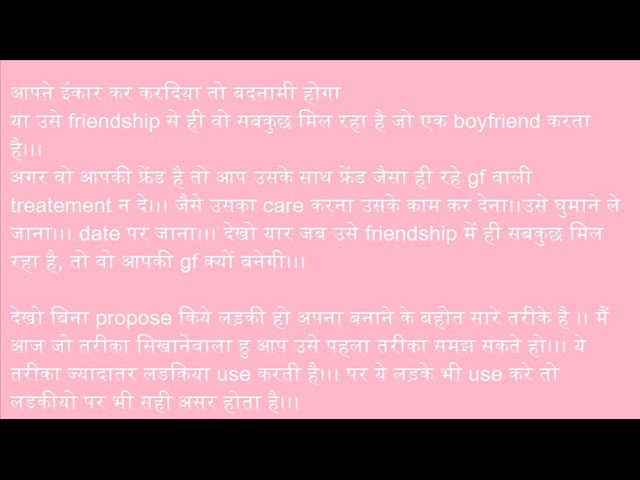 आपने इंकार कर करदिया तो बदनामी होगा
या उसे friendship से ही वो सबकुछ मिल रहा है जो एक boyfriend करता
है।।।
अगर वो आपकी फ्रेंड है तो आप उसके साथ फ्रेंड जैसा ही रहे gf वाली
treatement न दे।।। जैसे उसका care करना उसके काम कर देना।।उसे घुमाने ले
जाना।।। date पर जाना।।। देखो यार जब उसे friendship में ही सबकुछ मिल
रहा है, तो वो आपकी gf क्यों बनेगी।।।
देखो बिना propose किये लड़की हो अपना बनाने के बहोत सारे तरीके है ।। मैं
आज जो तरीका सिखानेवाला हु आप उसे पहला तरीका समझ सकते हो।।। ये
तरीका ज्यादातर लडकिया use करती है।।। पर ये लड़के भी use करे तो
लडकीयो पर भी सही असर होता है।।।